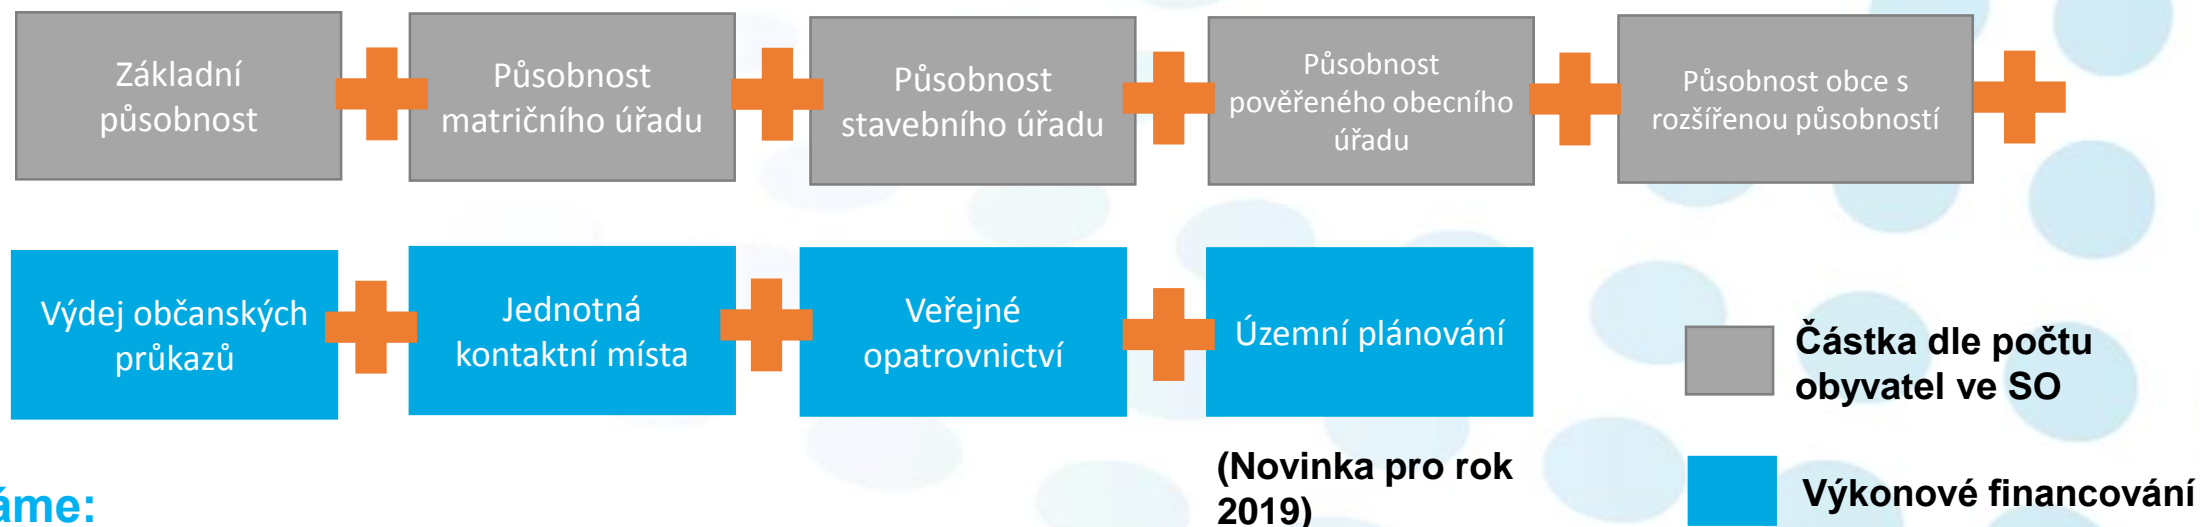 Základní
působnost
Působnost
matričního úřadu
Působnost
stavebního úřadu
Působnost
pověřeného obecního
úřadu
Působnost obce s
rozšířenou působností
Výdej občanských
průkazů
Jednotná
kontaktní místa
Veřejné
opatrovnictví
Územní plánování
(Novinka pro rok
2019)
Částka dle počtu
obyvatel ve SO
Výkonové financování
áme: